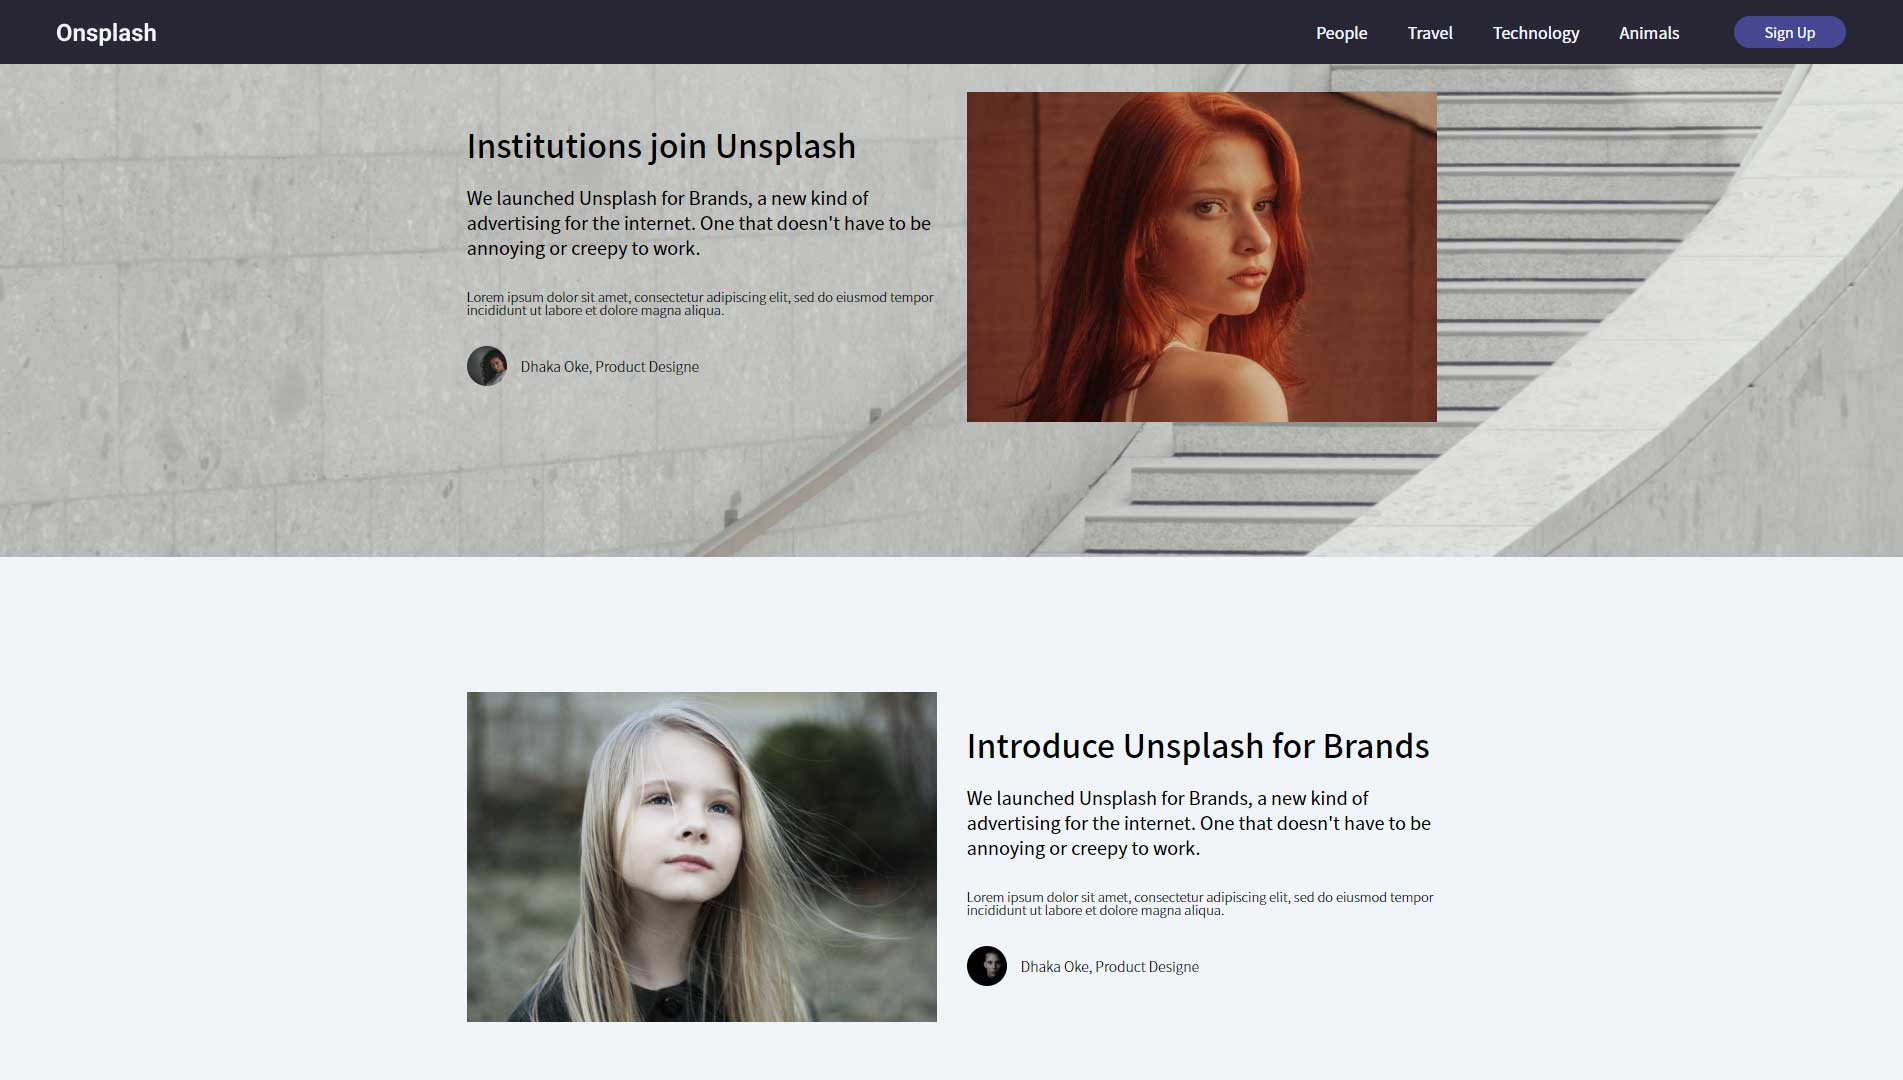 Onsplash
People Travel Technology Animals Sign Up
Institutions join Unsplash
We launched Unsplash for Brands, a new kind of
advertising for the internet. One that doesn't have to be
annoying or creepy to work.
Lorem ipsum dolor sit amet, consectetur adipiscing elit, sed do eiusmod tempor
incididunt ut labore et dolore magna aliqua.
Dhaka Oke, Product Designe
Introduce Unsplash for Brands
We launched Unsplash for Brands, a new kind of
advertising for the internet. One that doesn't have to be
annoying or creepy to work.
Lorem ipsum dolor sit amet, consectetur adipiscing elit, sed do eiusmod tempor
incididunt ut labore et dolore magna aliqua.
Dhaka Oke, Product Designe